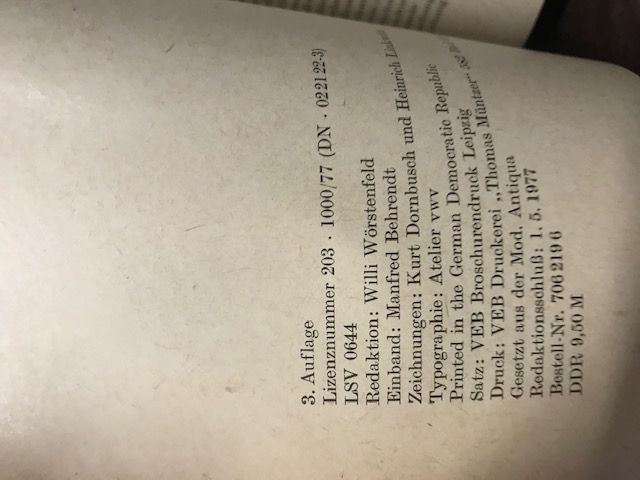 3. Auflage
Lizenznummer 203 · 1000/77 (DN · 02212-3)
LSV 0644
Redaktion: Willi Wörstenfeld
Einband: Manfred Behrendt
Zeichnungen: Kurt Dornbusch und Heinrich
Typographie: Atelier vwv
Printed in the German Democratic Republic
Satz: VEB Broschurendruck Leipzig
Druck: VEB Druckerei „Thomas Müntzer“ 582
Gesetzt aus der Mod. Antiqua
Redaktionsschluß: 1. 5. 1977
Bestell-Nr. 706 219 6
DDR 9,50 M